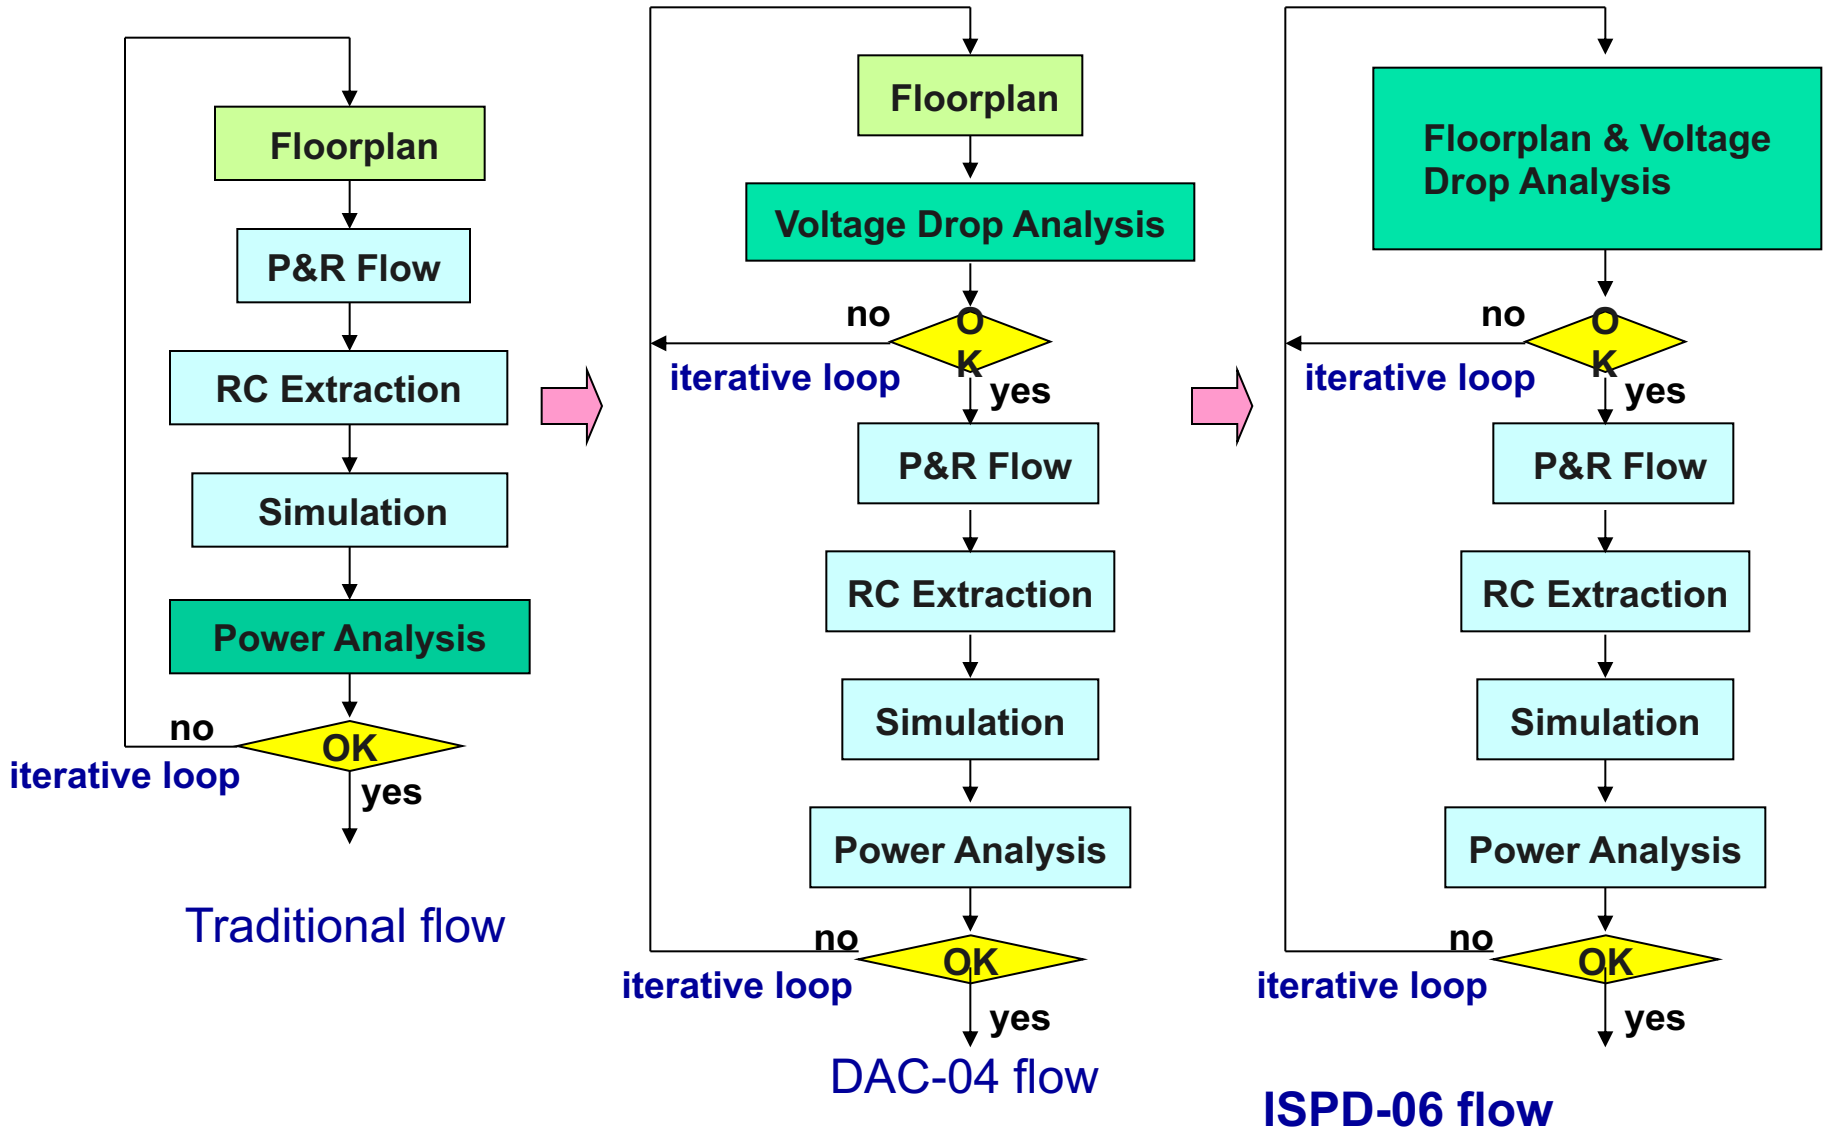 Floorplan
P&R Flow
RC Extraction
Simulation
Power Analysis
no
OK
iterative loop
yes
Traditional flow
Floorplan
Voltage Drop Analysis
no
O
K
iterative loop
yes
P&R Flow
RC Extraction
Simulation
Power Analysis
no
OK
iterative loop
yes
DAC-04 flow
Floorplan & Voltage
Drop Analysis
no
O
K
iterative loop
yes
P&R Flow
RC Extraction
Simulation
Power Analysis
no
OK
iterative loop
yes
ISPD-06 flow